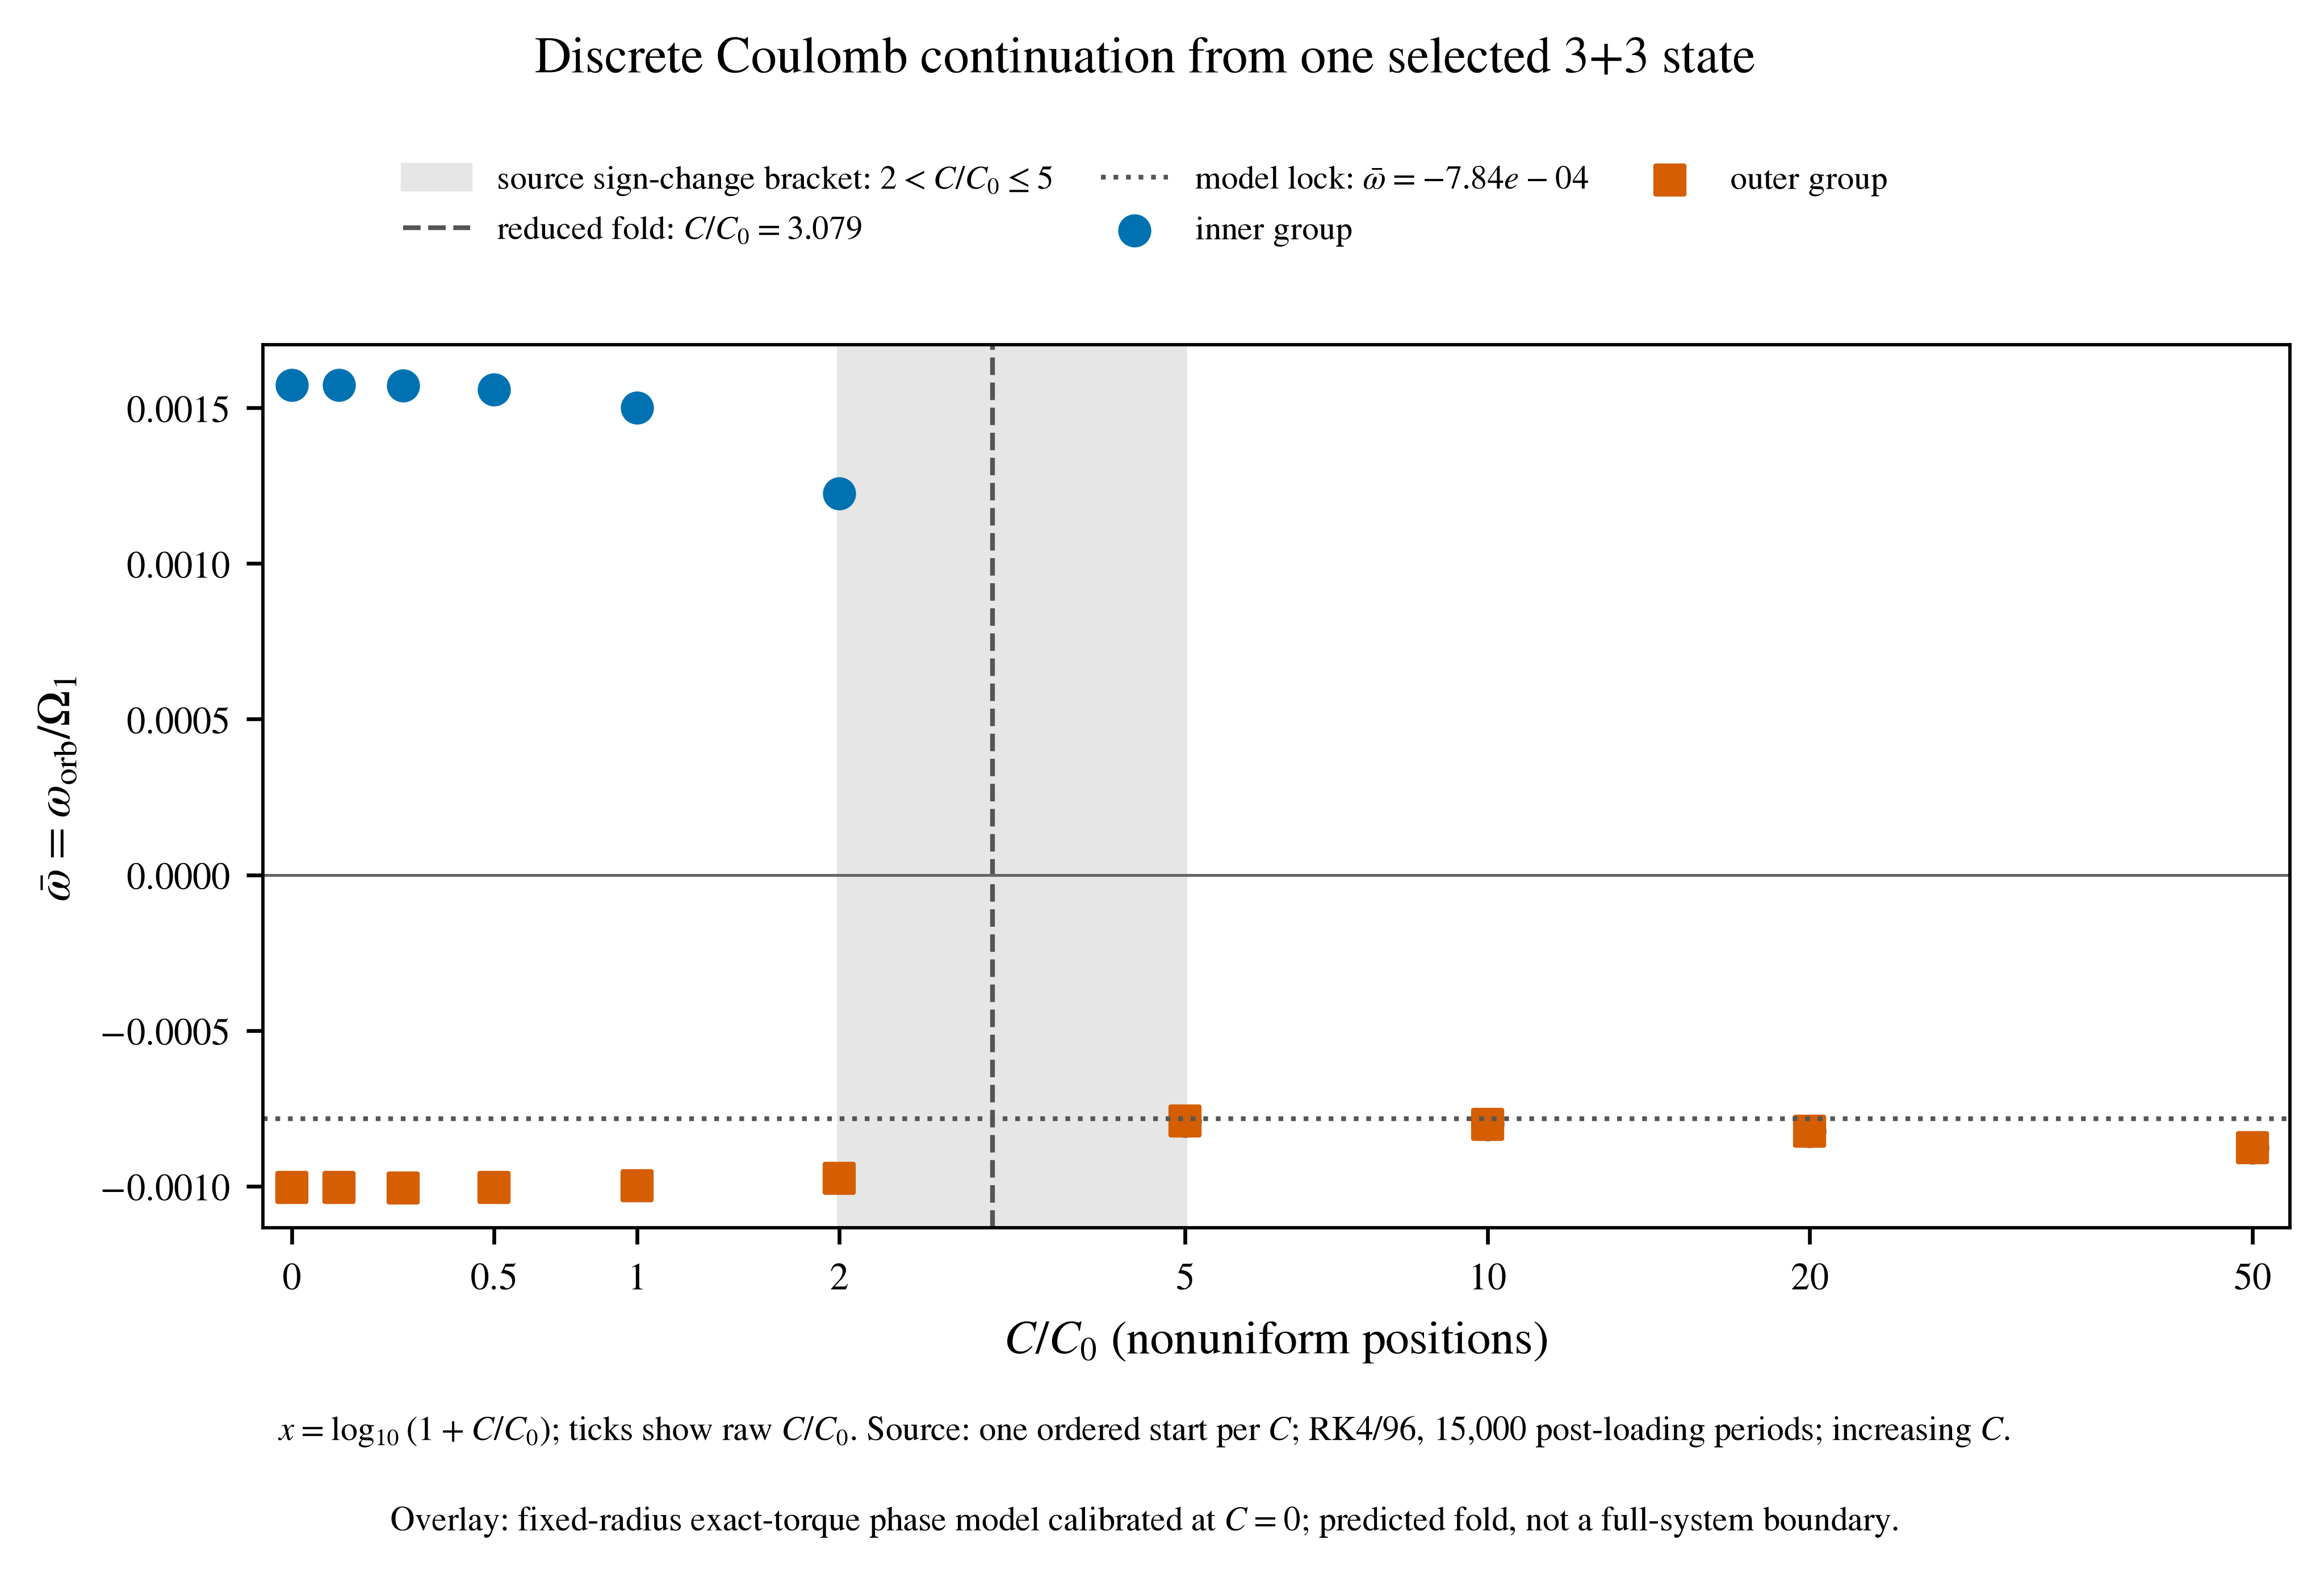 Discrete Coulomb continuation from one selected 3+3 state
source sign-change bracket: 2 < C/C₀ ≤ 5
reduced fold: C/C₀ = 3.079
model lock: ω̄ = −7.84e − 04
inner group
outer group
ω̄ = ω_orb/Ω₁
0.0015
0.0010
0.0005
0.0000
−0.0005
−0.0010
0 0.5 1 2 5 10 20 50
C/C₀ (nonuniform positions)
x = log₁₀ (1 + C/C₀); ticks show raw C/C₀. Source: one ordered start per C; RK4/96, 15,000 post-loading periods; increasing C.
Overlay: fixed-radius exact-torque phase model calibrated at C = 0; predicted fold, not a full-system boundary.